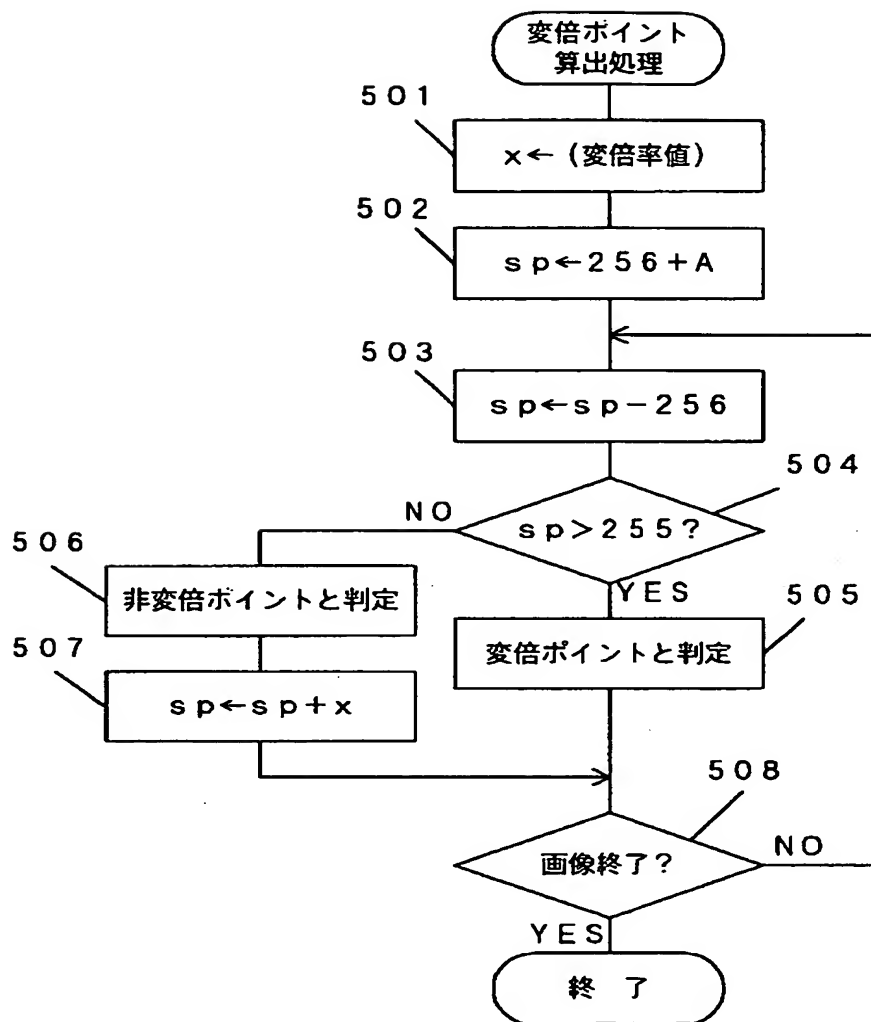 変倍ポイント
算出処理
５０１
ｘ←（変倍率値）
５０２
ｓｐ←２５６＋Ａ
５０３
ｓｐ←ｓｐ－２５６
５０４
ｓｐ＞２５５？
ＮＯ
ＹＥＳ
５０６
非変倍ポイントと判定
５０５
変倍ポイントと判定
５０７
ｓｐ←ｓｐ＋ｘ
５０８
画像終了？
ＮＯ
ＹＥＳ
終　了